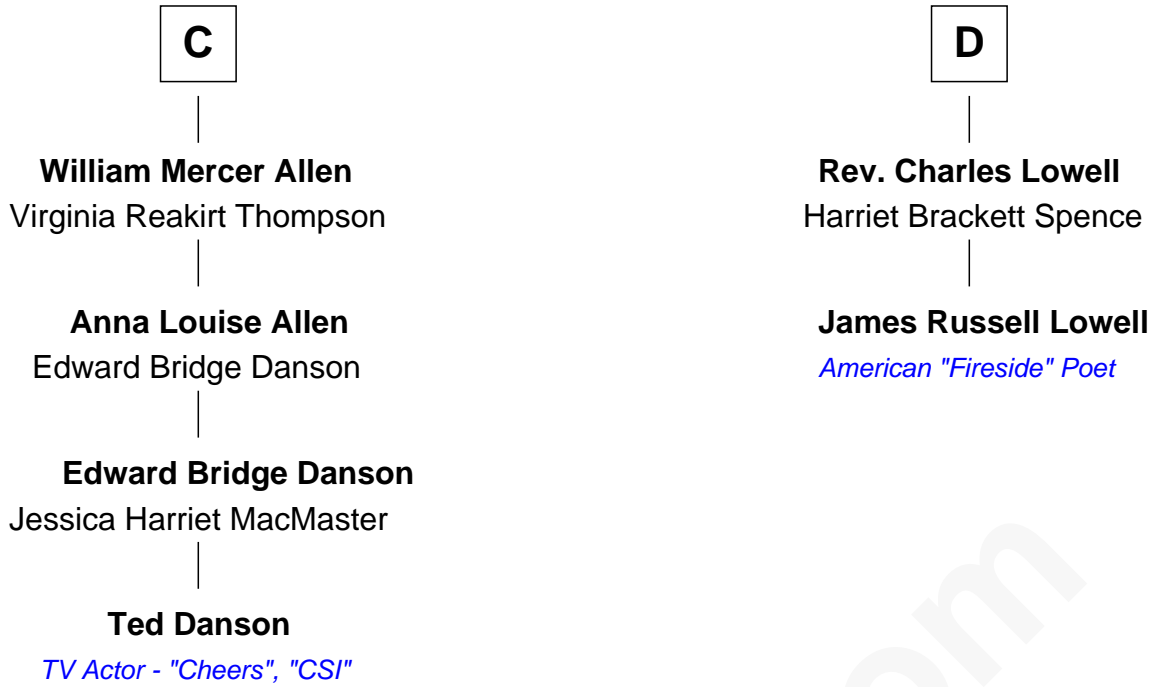 C
William Mercer Allen
Virginia Reakirt Thompson
Anna Louise Allen
Edward Bridge Danson
Edward Bridge Danson
Jessica Harriet MacMaster
Ted Danson
TV Actor - "Cheers", "CSI"
D
Rev. Charles Lowell
Harriet Brackett Spence
James Russell Lowell
American "Fireside" Poet
om